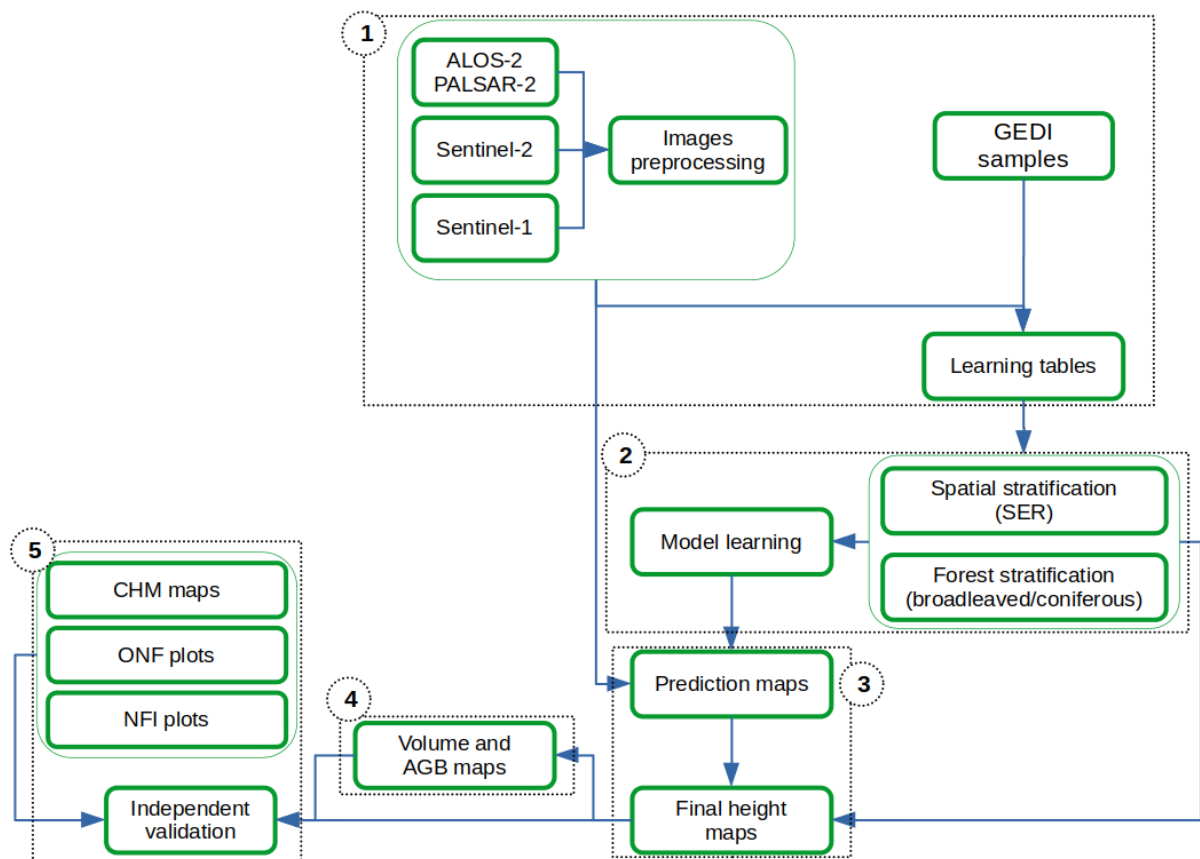 1
ALOS-2
PALSAR-2
Sentinel-2
Sentinel-1
Images
preprocessing
GEDI
samples
Learning tables
2
Spatial stratification
(SER)
Forest stratification
(broadleaved/coniferous)
Model learning
3
Prediction maps
Final height
maps
4
Volume and
AGB maps
5
CHM maps
ONF plots
NFI plots
Independent
validation